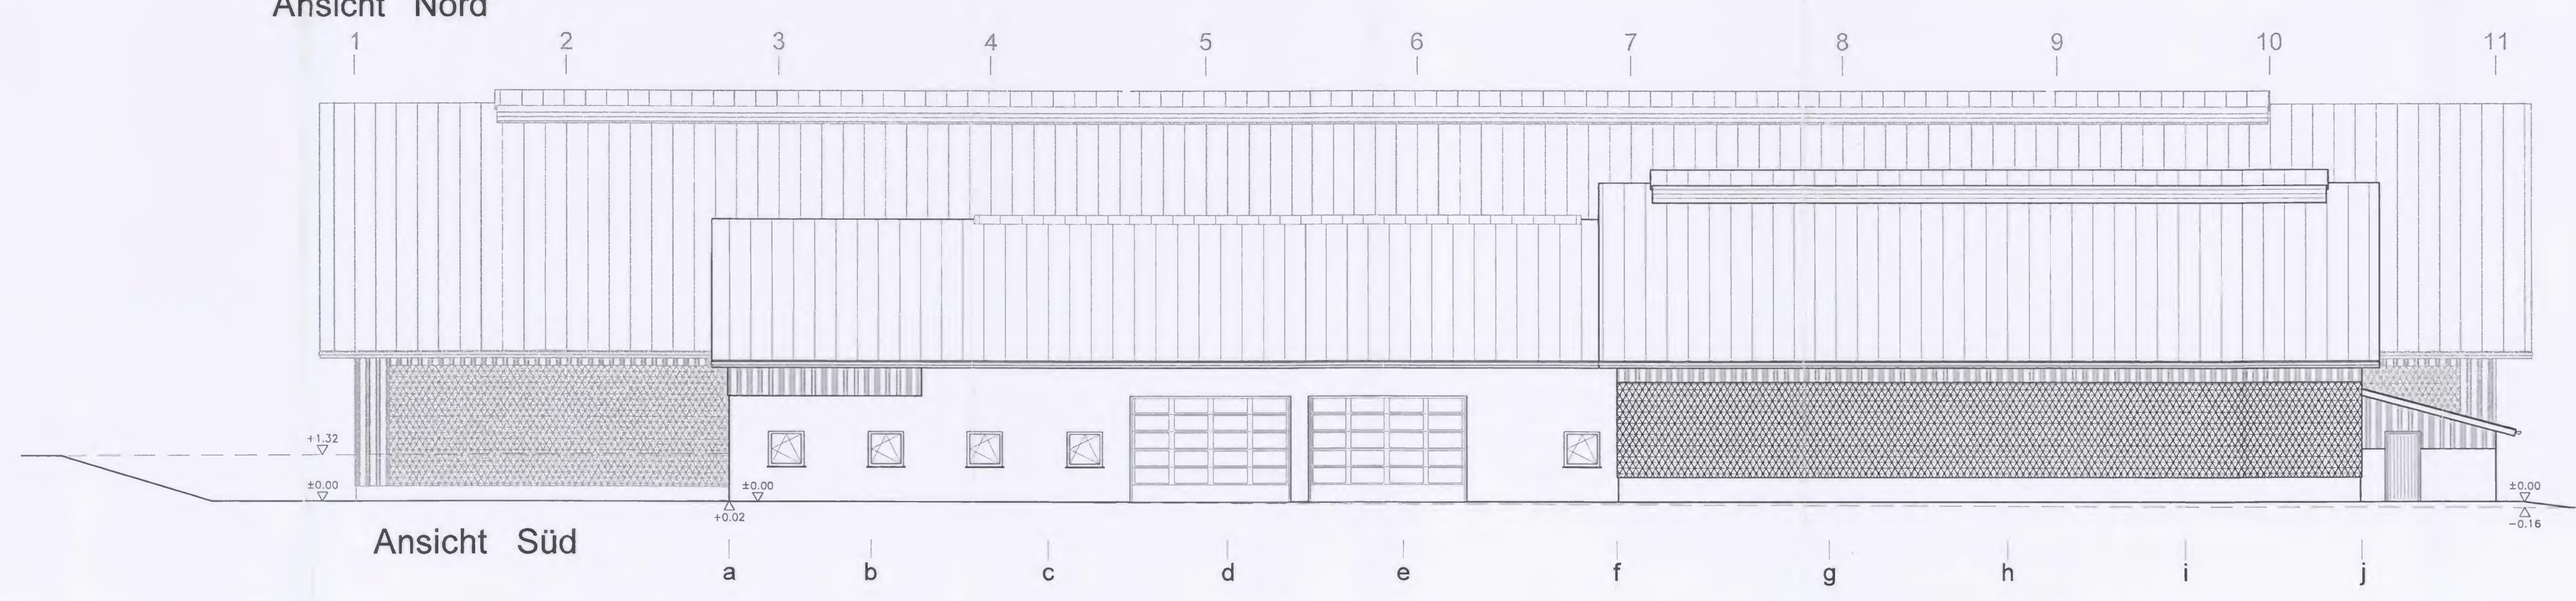 Ansicht Nord
1 2 3 4 5 6 7 8 9 10 11
+1.32
±0.00 ±0.00 ±0.00
+0.02 −0.16
Ansicht Süd
a b c d e f g h i j